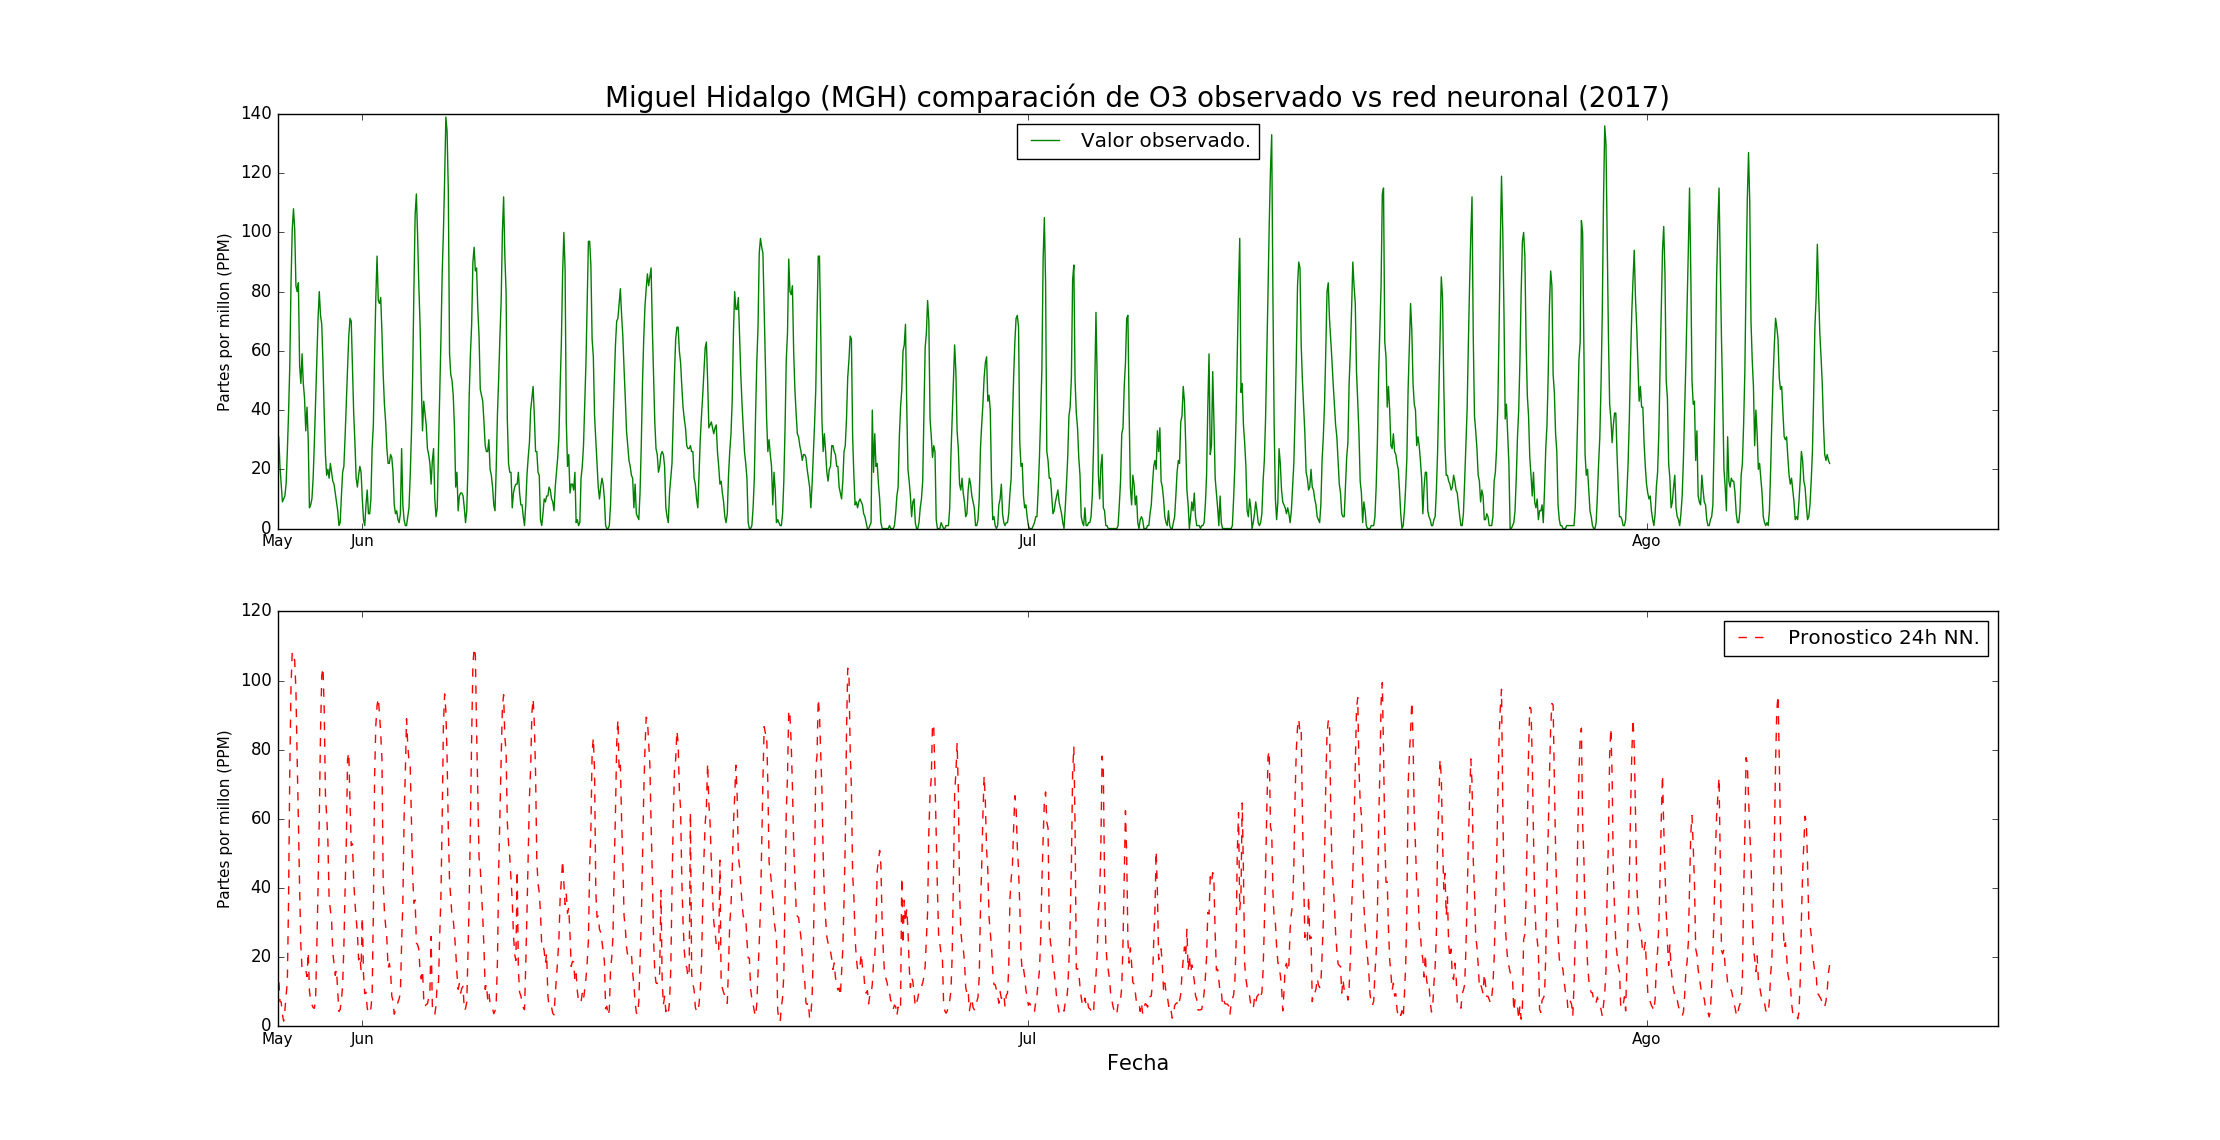 Miguel Hidalgo (MGH) comparación de O3 observado vs red neuronal (2017)
140
120
100
80
60
40
20
0
Partes por millon (PPM)
Valor observado.
May Jun Jul Ago
120
100
80
60
40
20
0
Partes por millon (PPM)
Pronostico 24h NN.
May Jun Jul Ago
Fecha